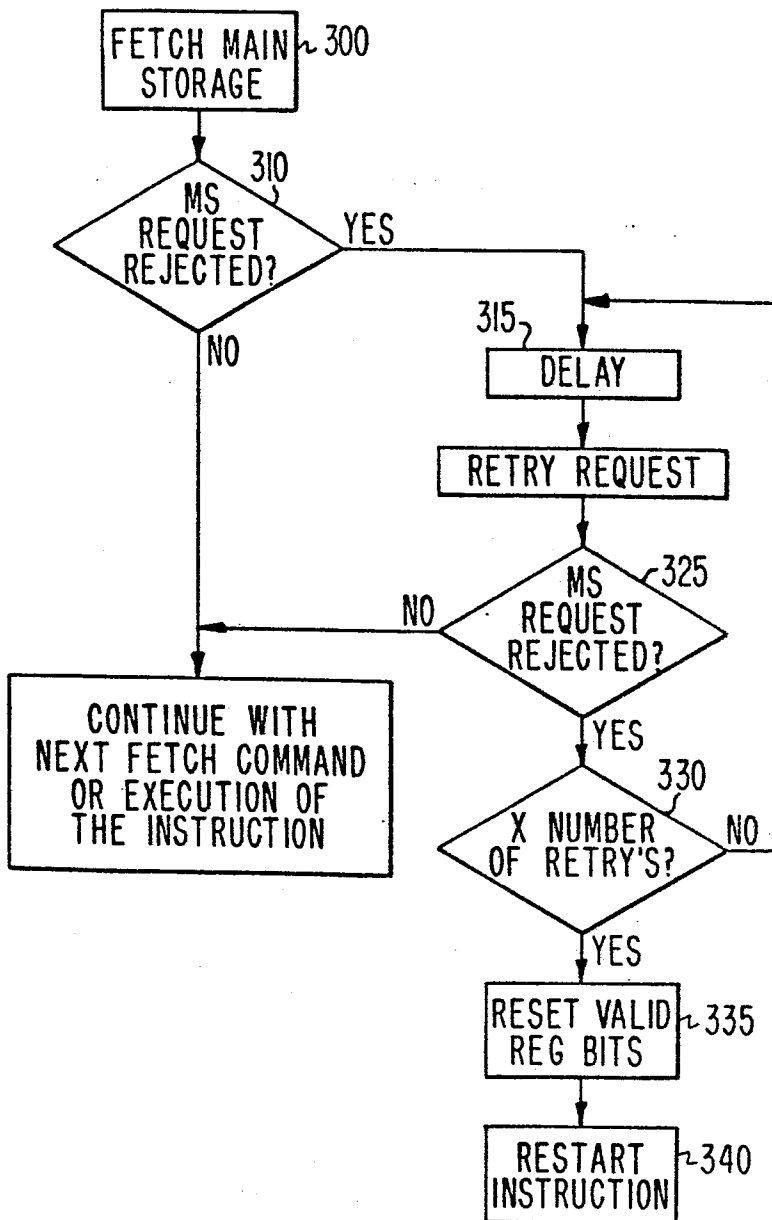 FETCH MAIN
STORAGE
300
310
MS
REQUEST
REJECTED?
YES
NO
315
DELAY
RETRY REQUEST
325
MS
REQUEST
REJECTED?
NO
YES
CONTINUE WITH
NEXT FETCH COMMAND
OR EXECUTION OF
THE INSTRUCTION
330
X NUMBER
OF RETRY'S?
NO
YES
RESET VALID
REG BITS
335
RESTART
INSTRUCTION
340